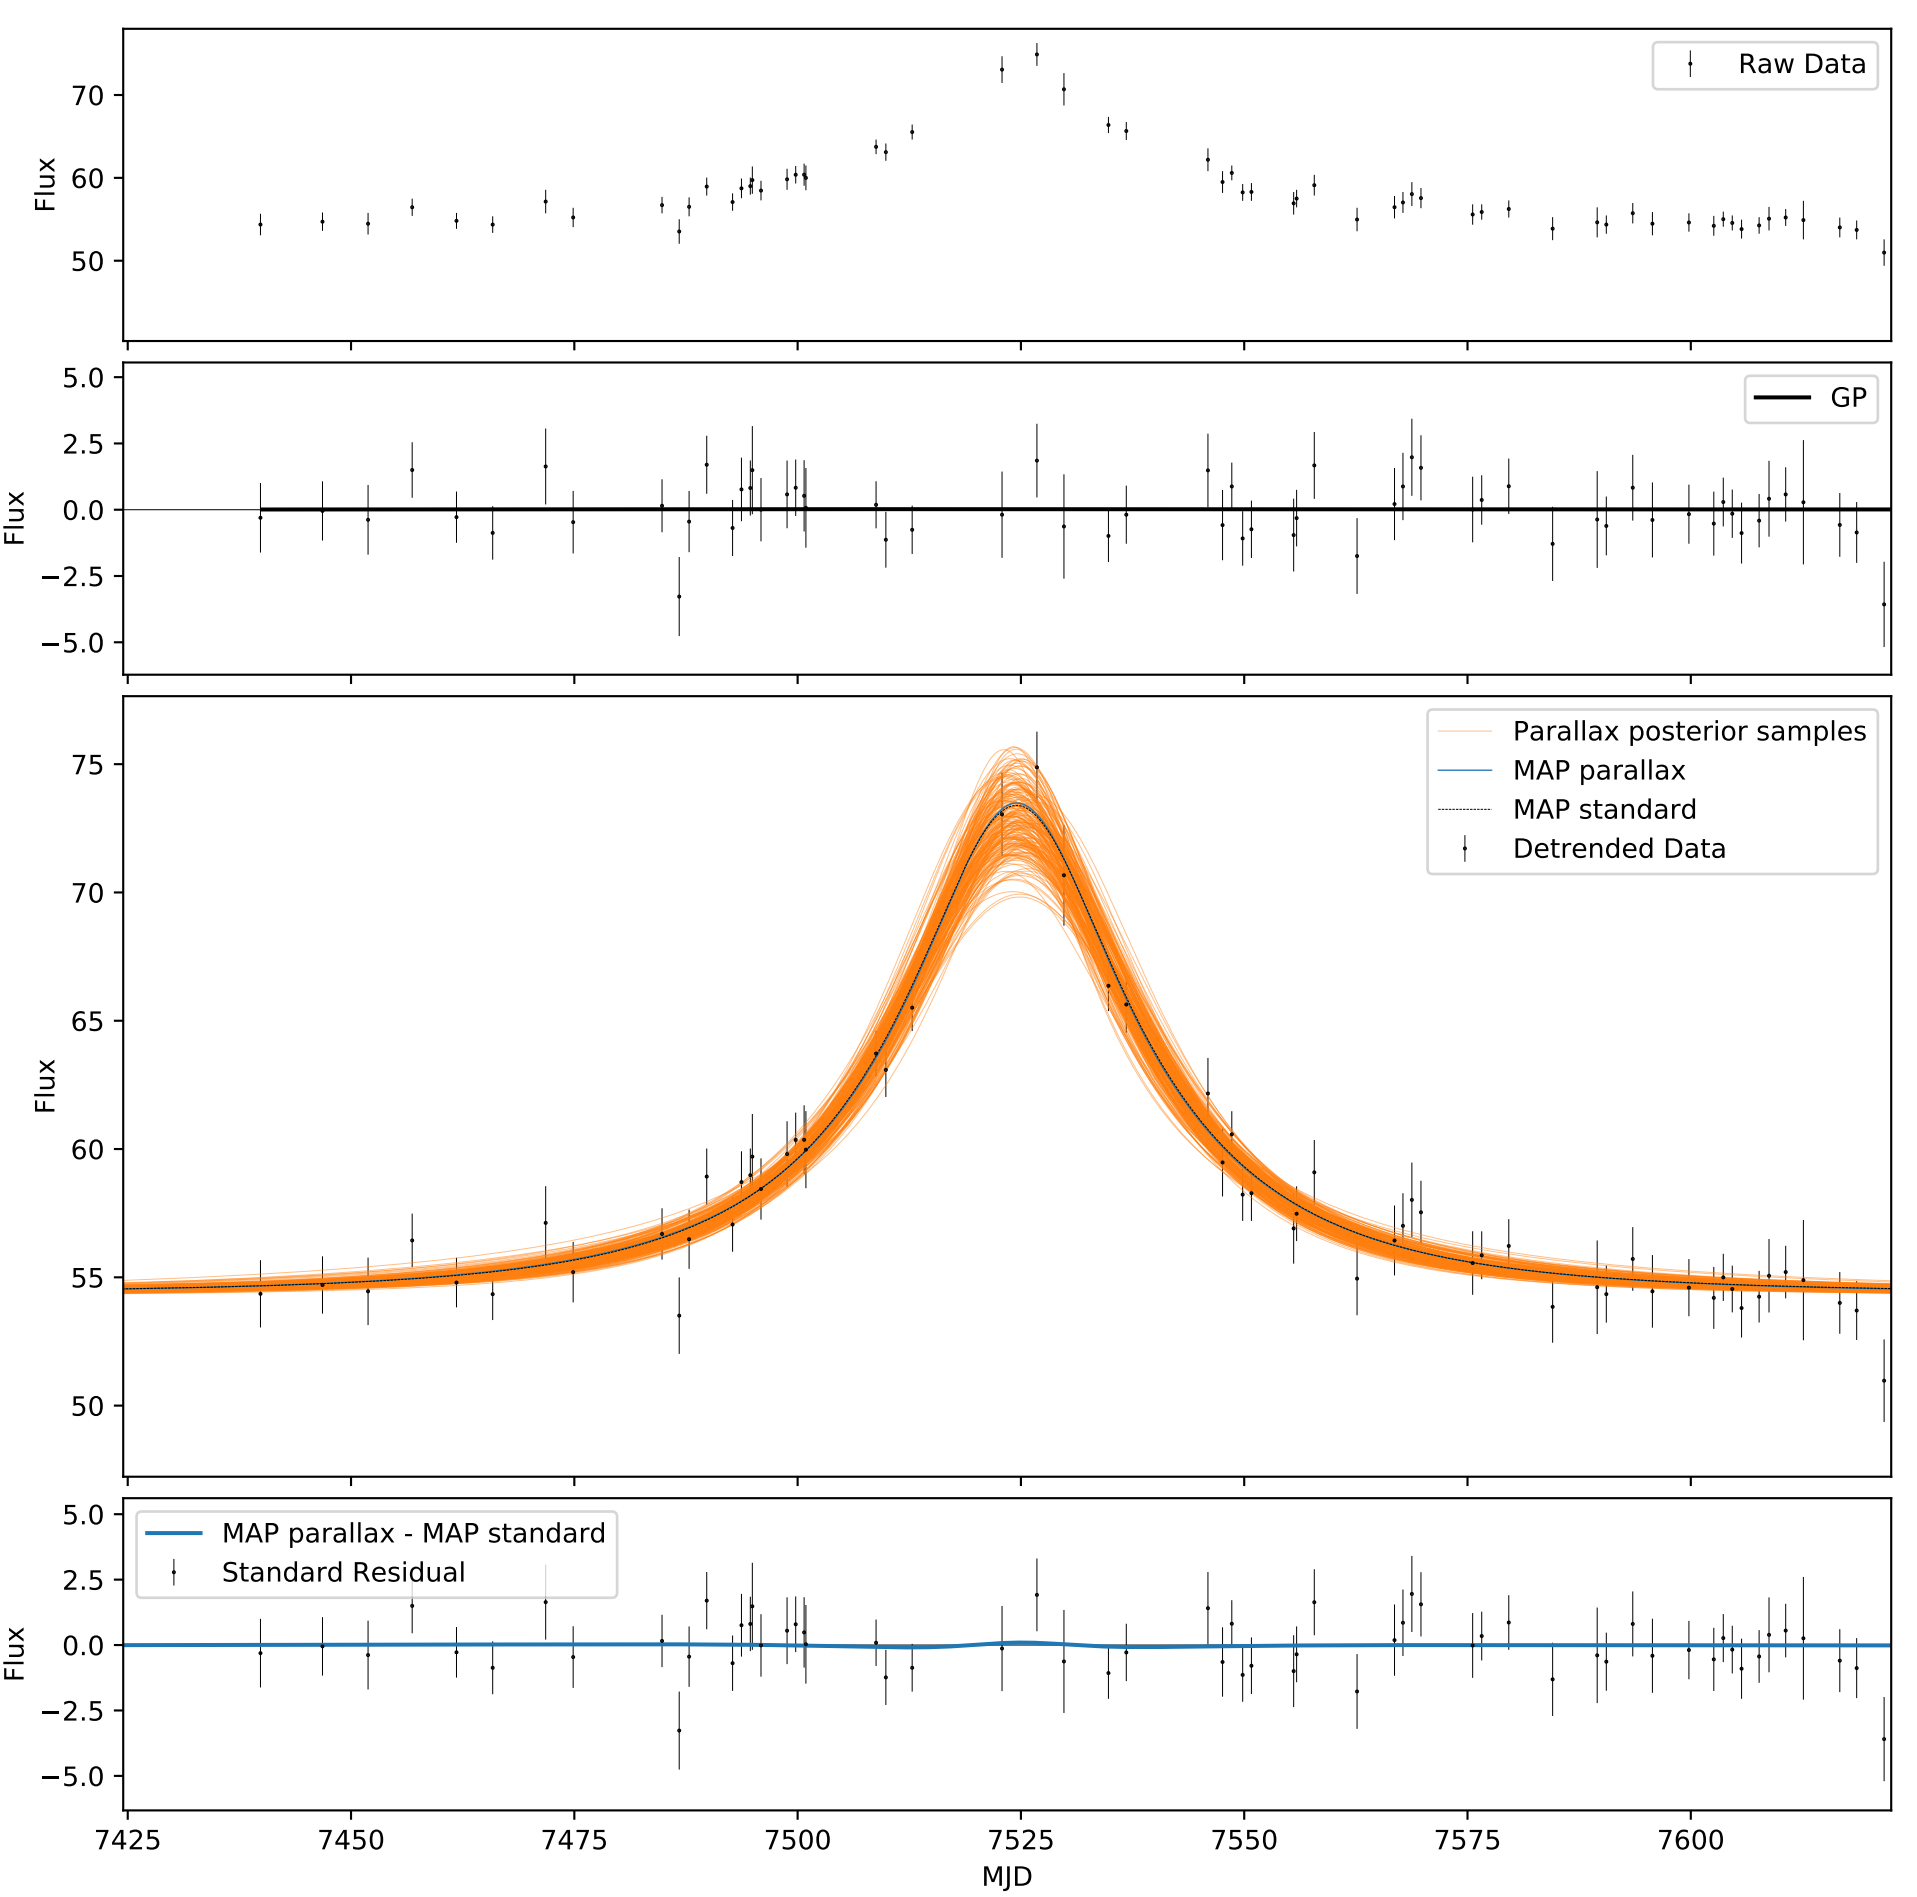 Flux
70
60
50
Raw Data
Flux
5.0
2.5
0.0
−2.5
−5.0
GP
Flux
75
70
65
60
55
50
Parallax posterior samples
MAP parallax
MAP standard
Detrended Data
Flux
5.0
2.5
0.0
−2.5
−5.0
MAP parallax - MAP standard
Standard Residual
7425 7450 7475 7500 7525 7550 7575 7600
MJD